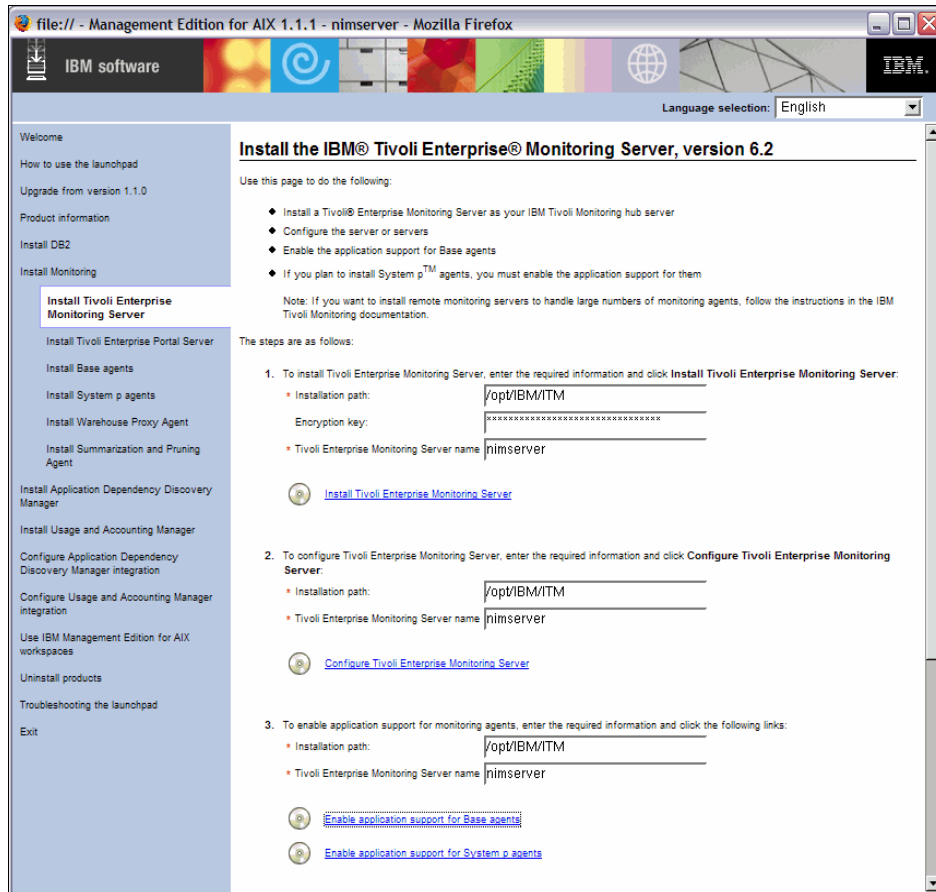 file:// - Management Edition for AIX 1.1.1 - nimserver - Mozilla Firefox
IBM software
IBM.
Language selection: English
Welcome
How to use the launchpad
Upgrade from version 1.1.0
Product information
Install DB2
Install Monitoring
Install Tivoli Enterprise
Monitoring Server
Install Tivoli Enterprise Portal Server
Install Base agents
Install System p agents
Install Warehouse Proxy Agent
Install Summarization and Pruning
Agent
Install Application Dependency Discovery
Manager
Install Usage and Accounting Manager
Configure Application Dependency
Discovery Manager integration
Configure Usage and Accounting Manager
integration
Use IBM Management Edition for AIX
workspaces
Uninstall products
Troubleshooting the launchpad
Exit
Install the IBM® Tivoli Enterprise® Monitoring Server, version 6.2
Use this page to do the following:
◆ Install a Tivoli® Enterprise Monitoring Server as your IBM Tivoli Monitoring hub server
◆ Configure the server or servers
◆ Enable the application support for Base agents
◆ If you plan to install System p™ agents, you must enable the application support for them
Note: If you want to install remote monitoring servers to handle large numbers of monitoring agents, follow the instructions in the IBM
Tivoli Monitoring documentation.
The steps are as follows:
1. To install Tivoli Enterprise Monitoring Server, enter the required information and click Install Tivoli Enterprise Monitoring Server:
* Installation path: /opt/IBM/ITM
Encryption key: ********************************
* Tivoli Enterprise Monitoring Server name nimserver
Install Tivoli Enterprise Monitoring Server
2. To configure Tivoli Enterprise Monitoring Server, enter the required information and click Configure Tivoli Enterprise Monitoring
Server:
* Installation path: /opt/IBM/ITM
* Tivoli Enterprise Monitoring Server name nimserver
Configure Tivoli Enterprise Monitoring Server
3. To enable application support for monitoring agents, enter the required information and click the following links:
* Installation path: /opt/IBM/ITM
* Tivoli Enterprise Monitoring Server name nimserver
Enable application support for Base agents
Enable application support for System p agents